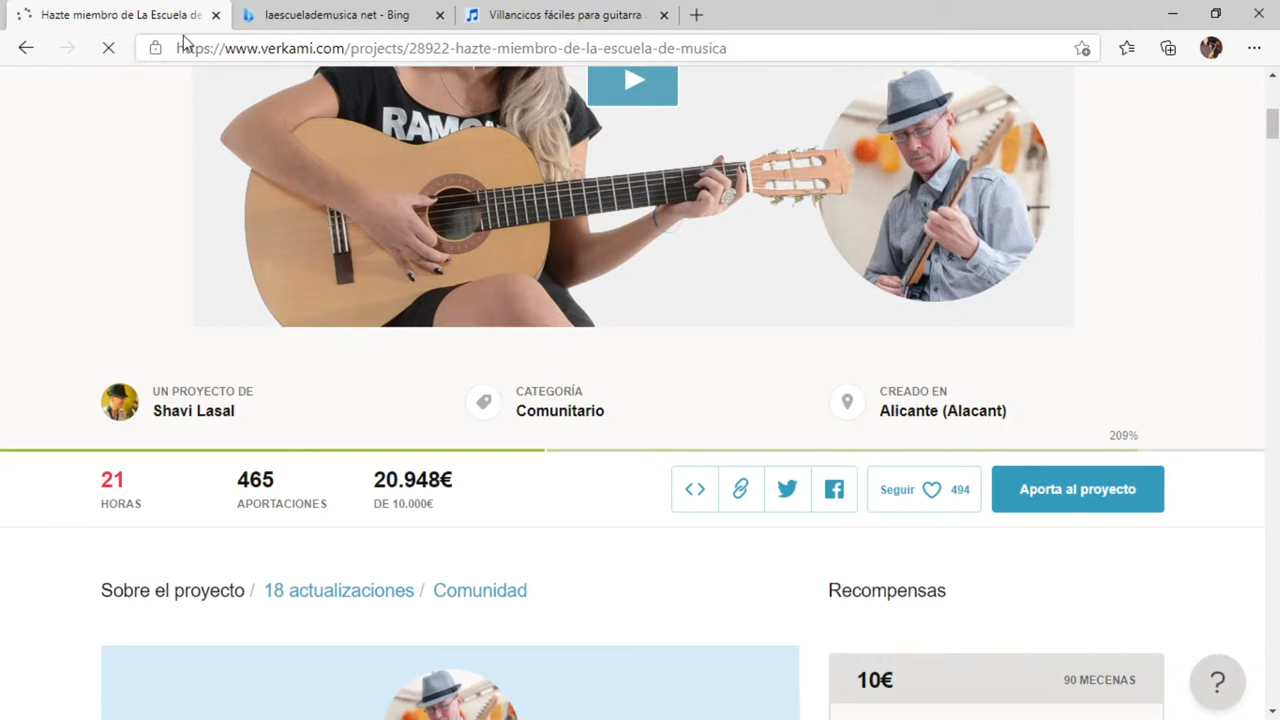 Hazte miembro de La Escuela de
laescuelademusica net - Bing
Villancicos fáciles para guitarra
https://www.verkami.com/projects/28922-hazte-miembro-de-la-escuela-de-musica
RAMO
UN PROYECTO DE
Shavi Lasal
CATEGORÍA
Comunitario
CREADO EN
Alicante (Alacant)
209%
21
HORAS
465
APORTACIONES
20.948€
DE 10.000€
Seguir 494
Aporta al proyecto
Sobre el proyecto / 18 actualizaciones / Comunidad
Recompensas
10€
90 MECENAS
?